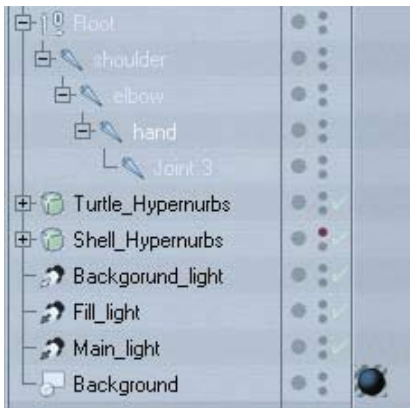 Root
shoulder
elbow
hand
Joint 3
Turtle_Hypernurbs
Shell_Hypernurbs
Backgorund_light
Fill_light
Main_light
Background